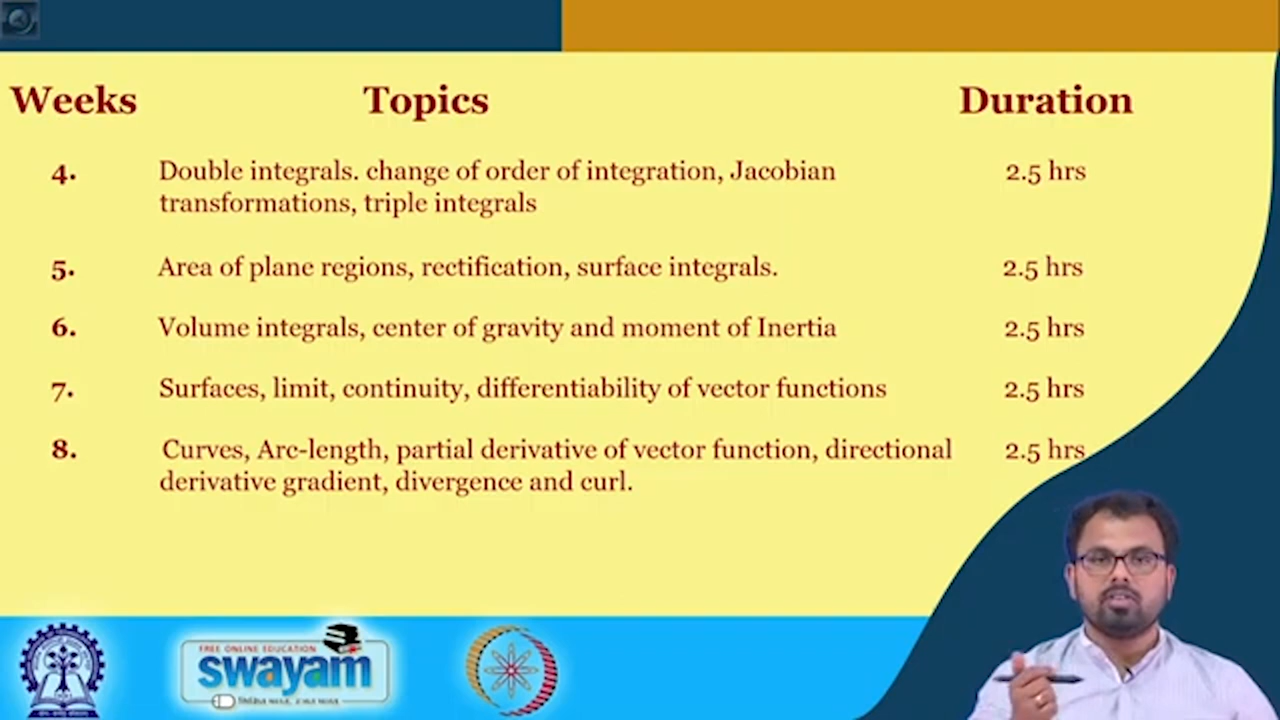 Weeks Topics Duration
4. Double integrals. change of order of integration, Jacobian 2.5 hrs
transformations, triple integrals
5. Area of plane regions, rectification, surface integrals. 2.5 hrs
6. Volume integrals, center of gravity and moment of Inertia 2.5 hrs
7. Surfaces, limit, continuity, differentiability of vector functions 2.5 hrs
8. Curves, Arc-length, partial derivative of vector function, directional 2.5 hrs
derivative gradient, divergence and curl.
FREE ONLINE EDUCATION
swayam